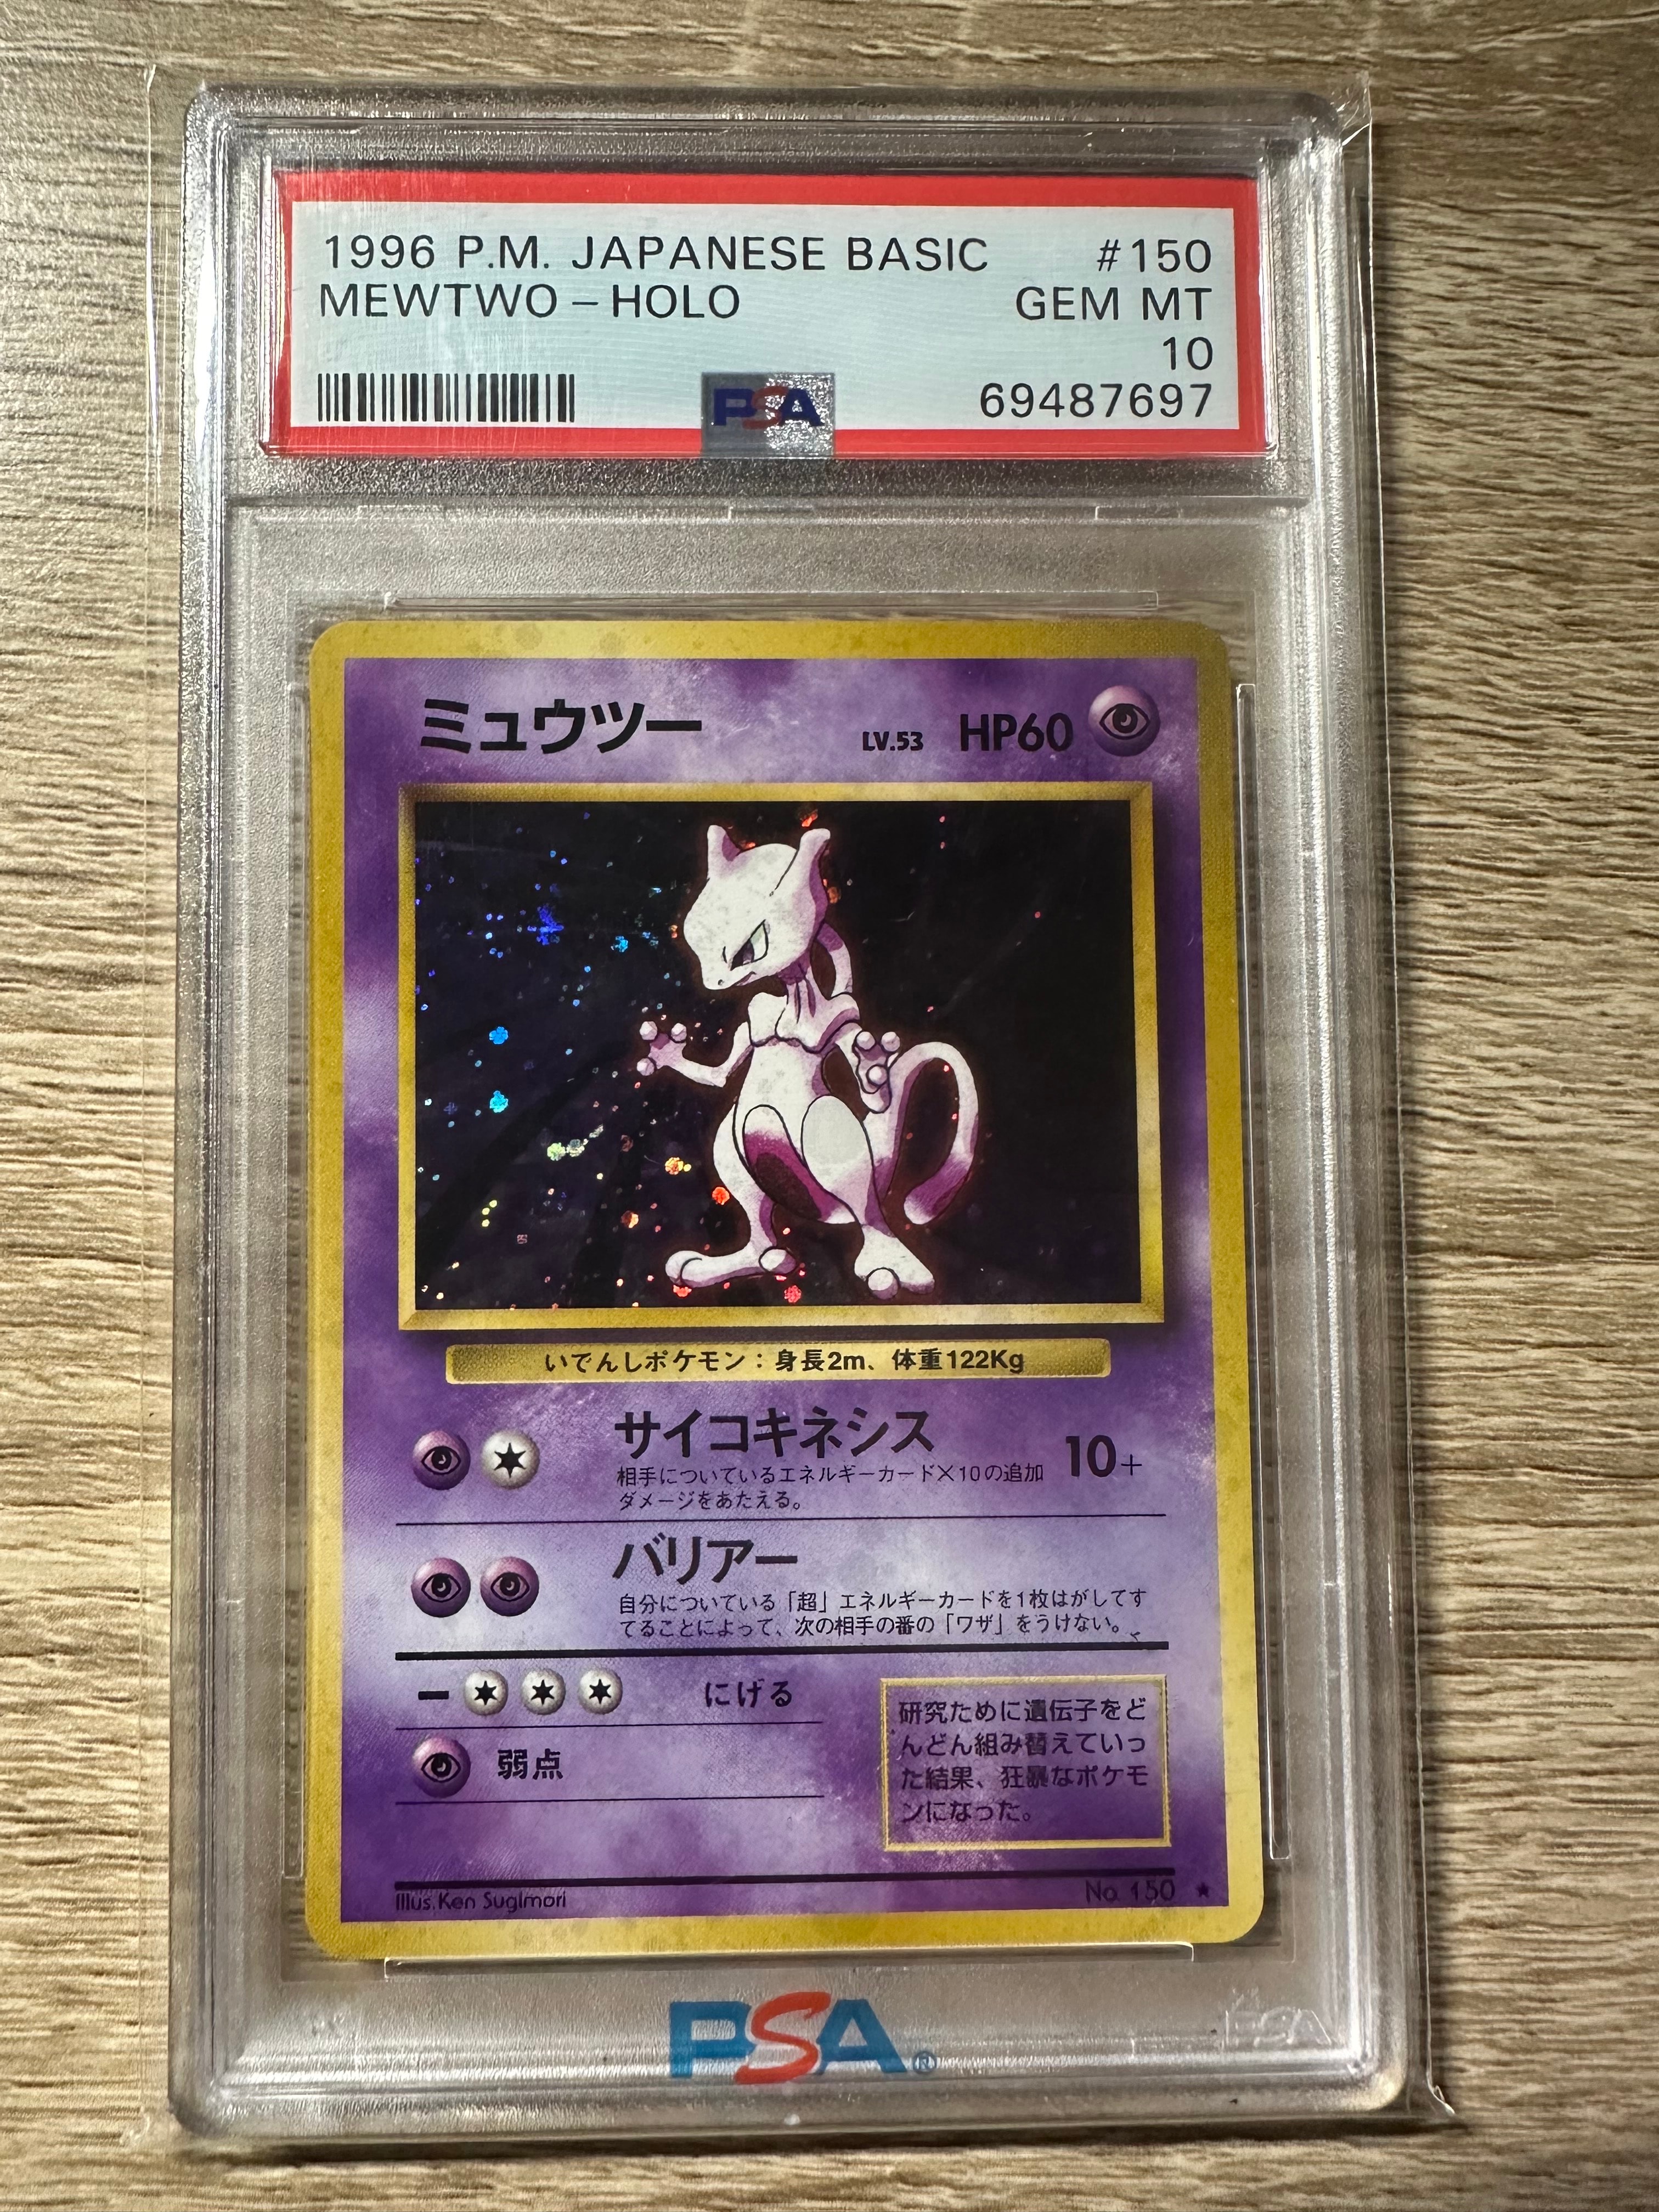 1996 P.M. JAPANESE BASIC #150
MEWTWO – HOLO GEM MT
10
PSA 69487697
ミュウツー LV.53 HP60
いでんしポケモン：身長2m、体重122Kg
サイコキネシス 10+
相手についているエネルギーカード×10の追加
ダメージをあたえる。
バリアー
自分についている「超」エネルギーカードを1枚はがしてす
てることによって、次の相手の番の「ワザ」をうけない。
にげる
弱点
研究ために遺伝子をど
んどん組み替えていっ
た結果、狂暴なポケモ
ンになった。
Illus. Ken Sugimori No. 150 ★
PSA®
PSA